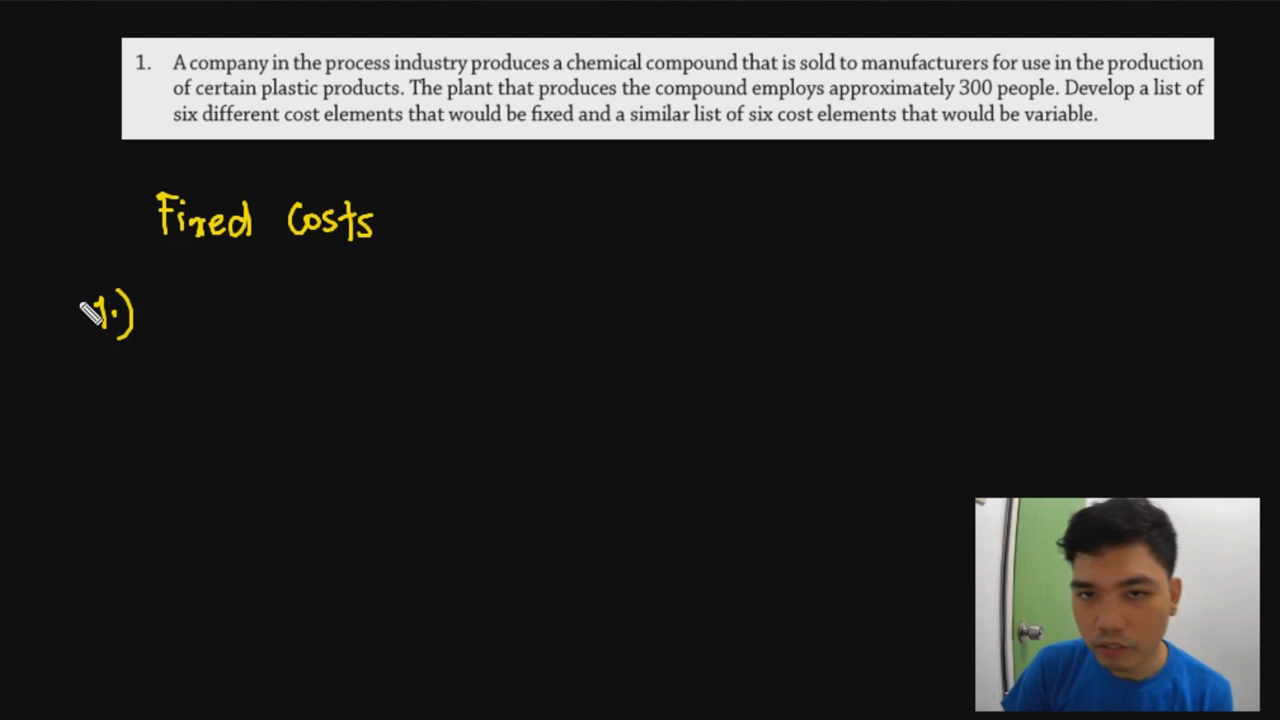 1. A company in the process industry produces a chemical compound that is sold to manufacturers for use in the production
of certain plastic products. The plant that produces the compound employs approximately 300 people. Develop a list of
six different cost elements that would be fixed and a similar list of six cost elements that would be variable.
Fixed Costs
1.)